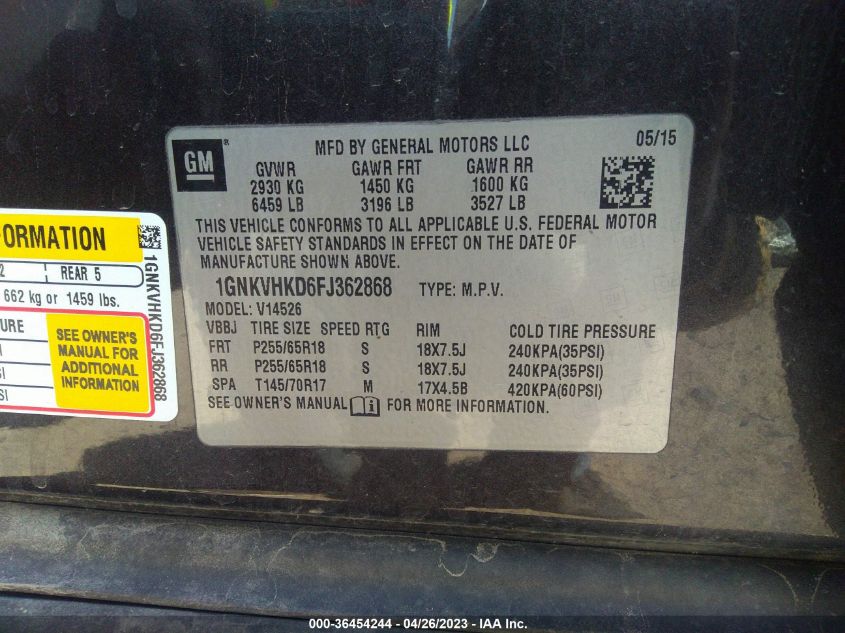 GM
MFD BY GENERAL MOTORS LLC 05/15
GVWR GAWR FRT GAWR RR
2930 KG 1450 KG 1600 KG
6459 LB 3196 LB 3527 LB
THIS VEHICLE CONFORMS TO ALL APPLICABLE U.S. FEDERAL MOTOR
VEHICLE SAFETY STANDARDS IN EFFECT ON THE DATE OF
MANUFACTURE SHOWN ABOVE.
1GNKVHKD6FJ362868 TYPE: M.P.V.
MODEL: V14526
VBBJ TIRE SIZE SPEED RTG RIM COLD TIRE PRESSURE
FRT P255/65R18 S 18X7.5J 240KPA(35PSI)
RR P255/65R18 S 18X7.5J 240KPA(35PSI)
SPA T145/70R17 M 17X4.5B 420KPA(60PSI)
SEE OWNER'S MANUAL i FOR MORE INFORMATION.
ORMATION
2 REAR 5
662 kg or 1459 lbs.
URE
SI
SI
SI
SEE OWNER'S
MANUAL FOR
ADDITIONAL
INFORMATION
1GNKVHKD6FJ362868
000-36454244 - 04/26/2023 - IAA Inc.